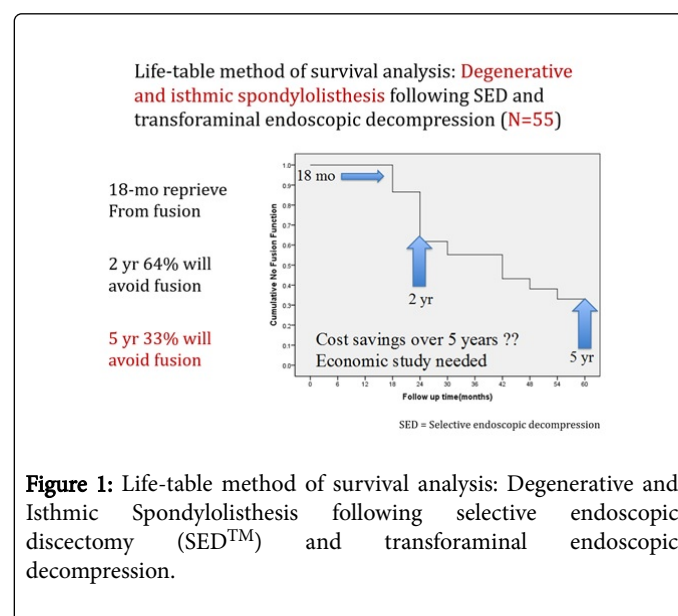 Life-table method of survival analysis: Degenerative
and isthmic spondylolisthesis following SED and
transforaminal endoscopic decompression (N=55)
18-mo reprieve
From fusion
2 yr 64% will
avoid fusion
5 yr 33% will
avoid fusion
Cumulative No Fusion Function
1.0
0.9
0.8
0.7
0.6
0.5
0.4
0.3
0.2
0.1
0.0
18 mo
2 yr
5 yr
Cost savings over 5 years ??
Economic study needed
0 6 12 18 24 30 36 42 48 54 60
Follow up time(months)
SED = Selective endoscopic decompression
Figure 1: Life-table method of survival analysis: Degenerative and
Isthmic Spondylolisthesis following selective endoscopic
discectomy (SED™) and transforaminal endoscopic
decompression.